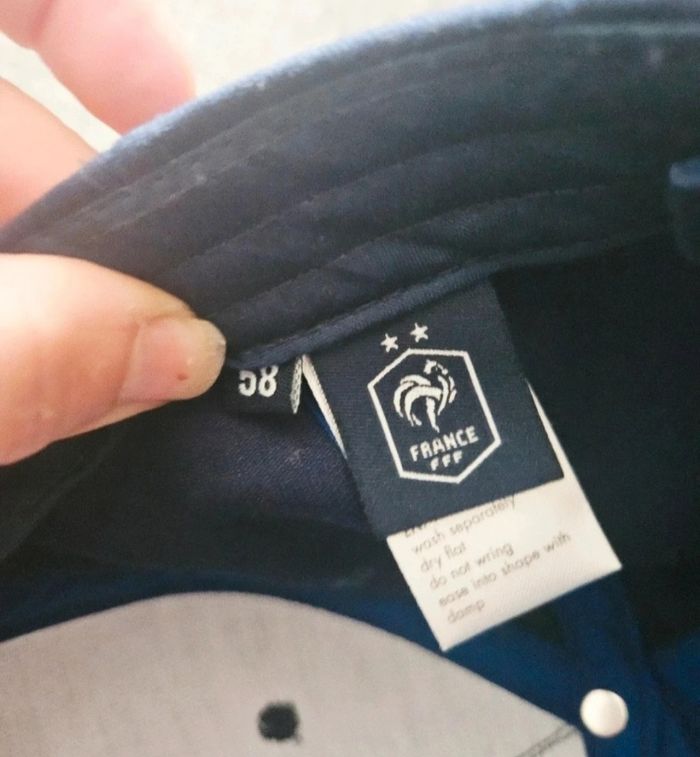 58
FRANCE
FFF
wash separately
dry flat
do not wring
ease into shape with
damp